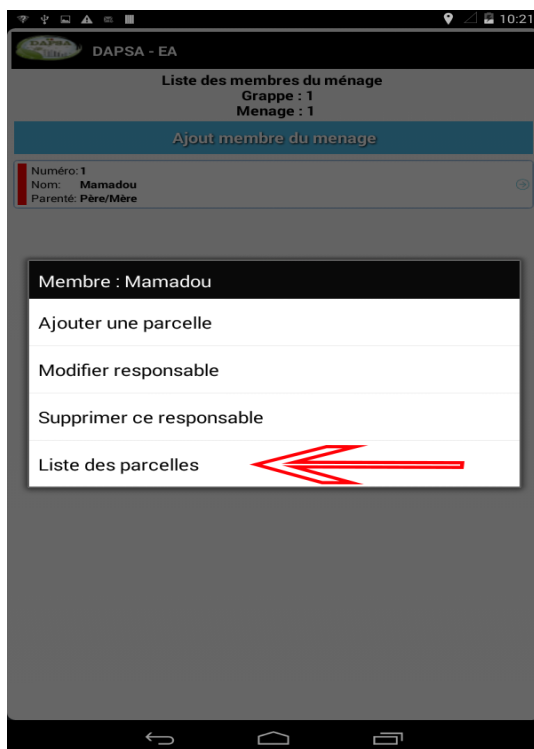 10:21
DAPSA
DAPSA - EA
Liste des membres du ménage
Grappe : 1
Menage : 1
Ajout membre du menage
Numéro: 1
Nom: Mamadou
Parenté: Père/Mère
Membre : Mamadou
Ajouter une parcelle
Modifier responsable
Supprimer ce responsable
Liste des parcelles